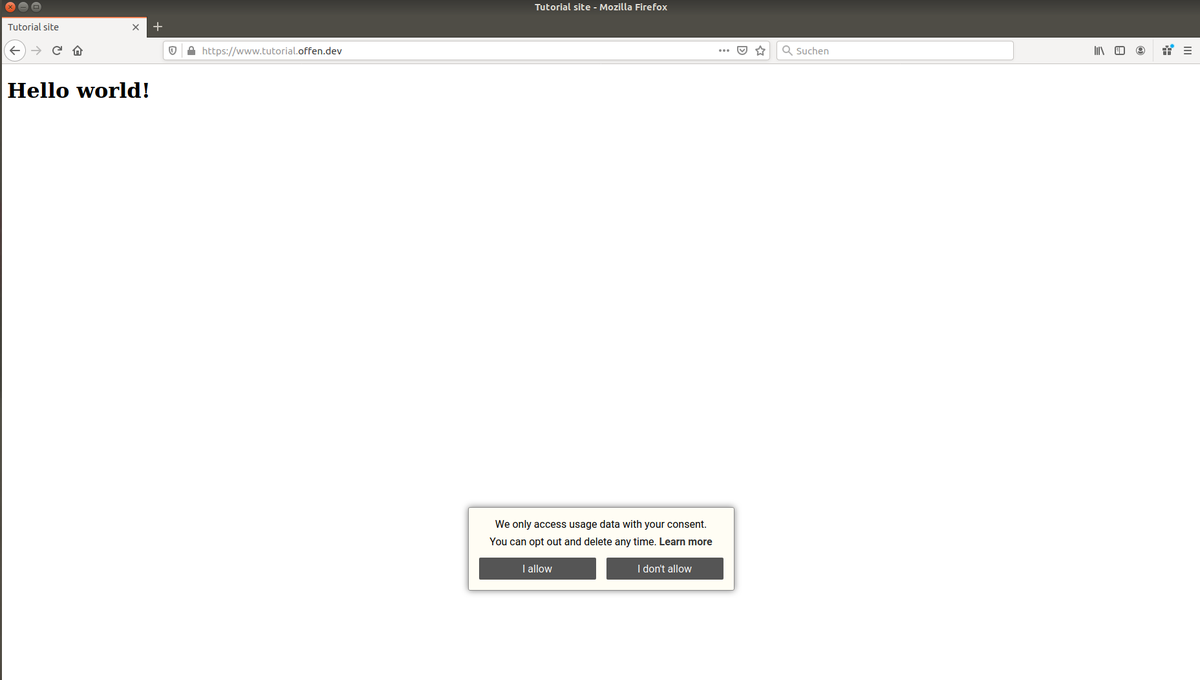 Tutorial site - Mozilla Firefox
Tutorial site
https://www.tutorial.offen.dev
Suchen
Hello world!
We only access usage data with your consent.
You can opt out and delete any time. Learn more
I allow
I don't allow